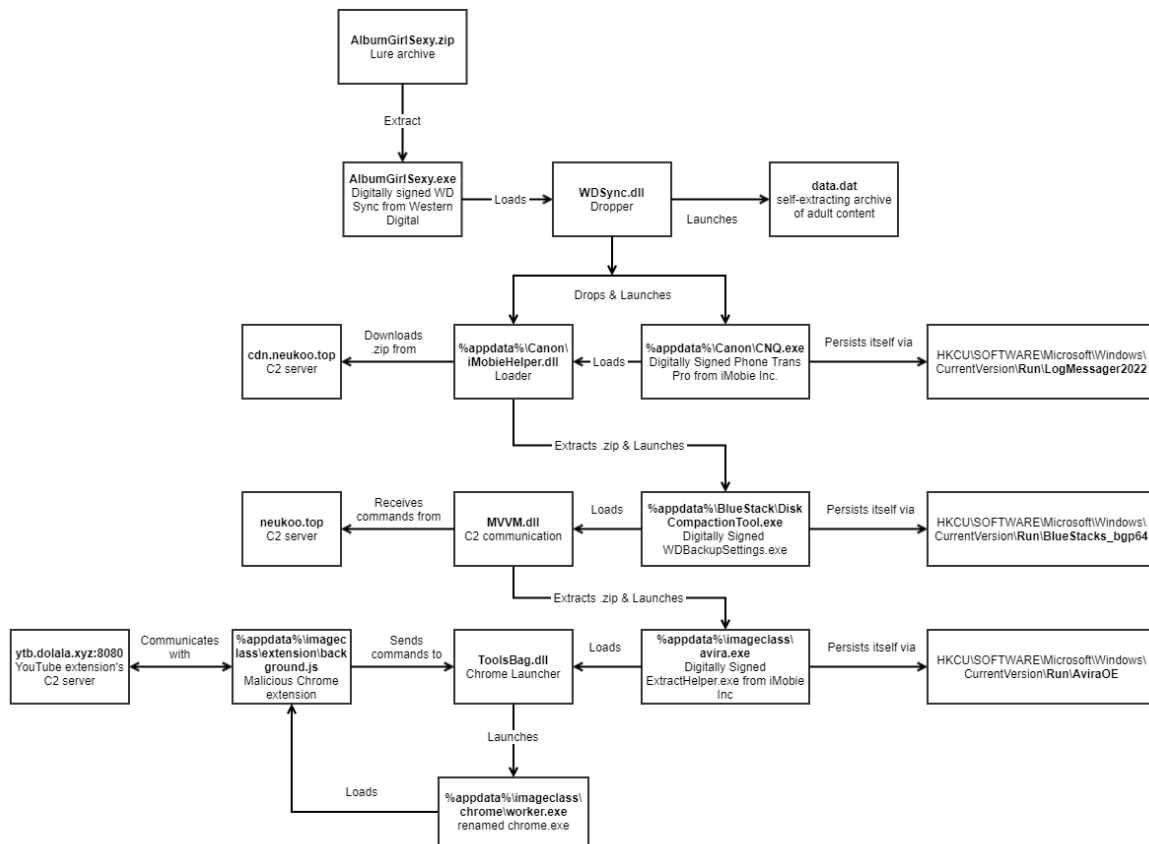 AlbumGirlSexy.zip
Lure archive
Extract
AlbumGirlSexy.exe
Digitally signed WD
Sync from Western
Digital
Loads
WDSync.dll
Dropper
Launches
data.dat
self-extracting archive
of adult content
Drops & Launches
cdn.neukoo.top
C2 server
Downloads
.zip from
%appdata%\Canon\
iMobieHelper.dll
Loader
Loads
%appdata%\Canon\CNQ.exe
Digitally Signed Phone Trans
Pro from iMobie Inc.
Persists itself via
HKCU\SOFTWARE\Microsoft\Windows\
CurrentVersion\Run\LogMessager2022
Extracts .zip & Launches
neukoo.top
C2 server
Receives
commands from
MVVM.dll
C2 communication
Loads
%appdata%\BlueStack\Disk
CompactionTool.exe
Digitally Signed
WDBackupSettings.exe
Persists itself via
HKCU\SOFTWARE\Microsoft\Windows\
CurrentVersion\Run\BlueStacks_bgp64
Extracts .zip & Launches
ytb.dolala.xyz:8080
YouTube extension's
C2 server
Communicates
with
%appdata%\imagec
lass\extension\back
ground.js
Malicious Chrome
extension
Sends
commands to
ToolsBag.dll
Chrome Launcher
Loads
%appdata%\imageclass\
avira.exe
Digitally Signed
ExtractHelper.exe from iMobie
Inc
Persists itself via
HKCU\SOFTWARE\Microsoft\Windows\
CurrentVersion\Run\AviraOE
Launches
Loads
%appdata%\imageclass\
chrome\worker.exe
renamed chrome.exe